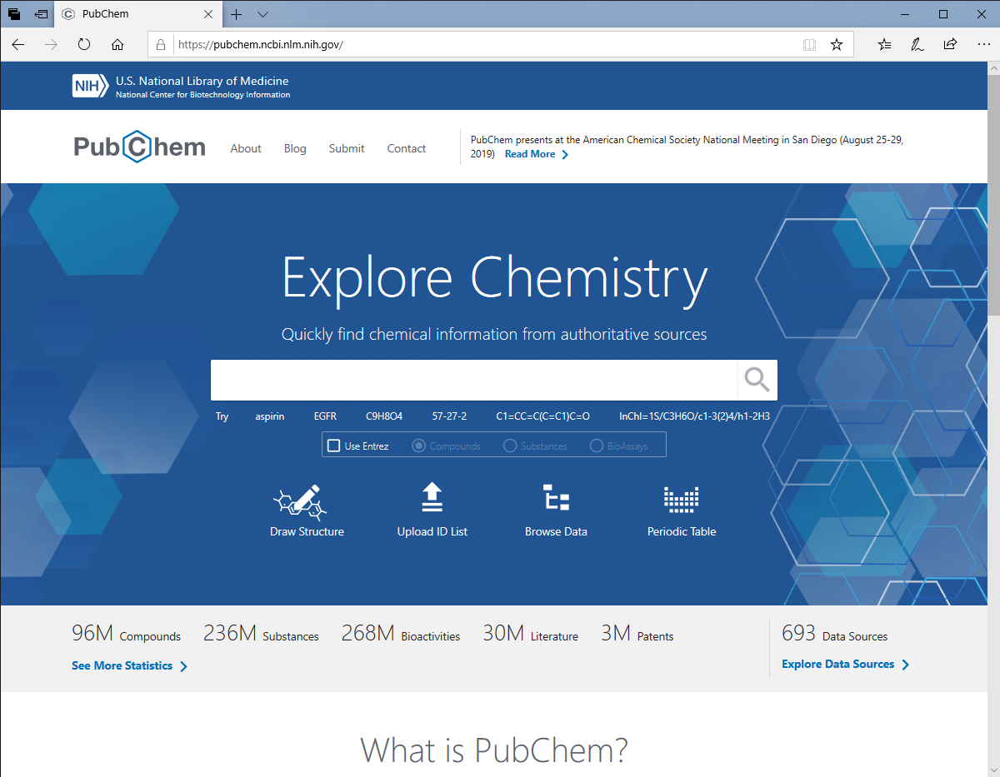 PubChem
https://pubchem.ncbi.nlm.nih.gov/
NIH
U.S. National Library of Medicine
National Center for Biotechnology Information
PubChem
About
Blog
Submit
Contact
PubChem presents at the American Chemical Society National Meeting in San Diego (August 25-29,
2019) Read More
Explore Chemistry
Quickly find chemical information from authoritative sources
Try aspirin EGFR C9H8O4 57-27-2 C1=CC=C(C=C1)C=O InChI=1S/C3H6O/c1-3(2)4/h1-2H3
Use Entrez Compounds Substances BioAssays
Draw Structure
Upload ID List
Browse Data
Periodic Table
96M Compounds
236M Substances
268M Bioactivities
30M Literature
3M Patents
See More Statistics
693 Data Sources
Explore Data Sources
What is PubChem?